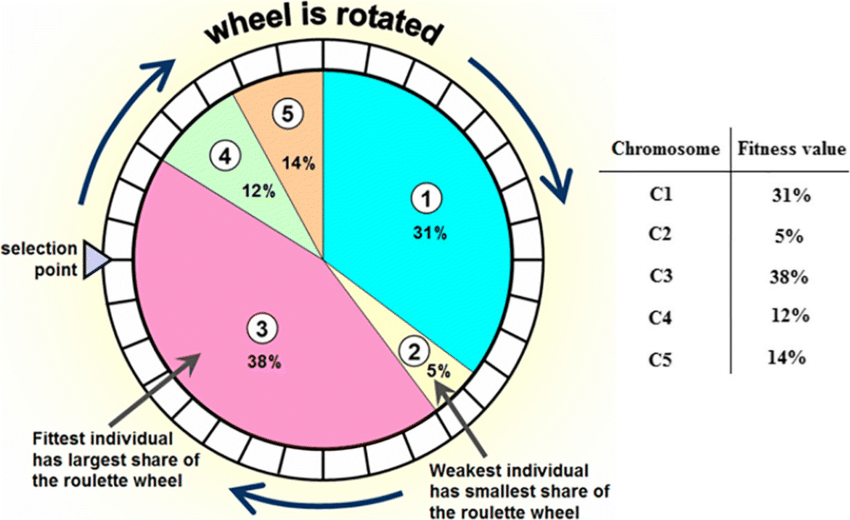 wheel is rotated
5
14%
4
12%
1
31%
selection
point
3
38%
2
5%
Fittest individual
has largest share of
the roulette wheel
Weakest individual
has smallest share of
the roulette wheel
Chromosome Fitness value
C1 31%
C2 5%
C3 38%
C4 12%
C5 14%